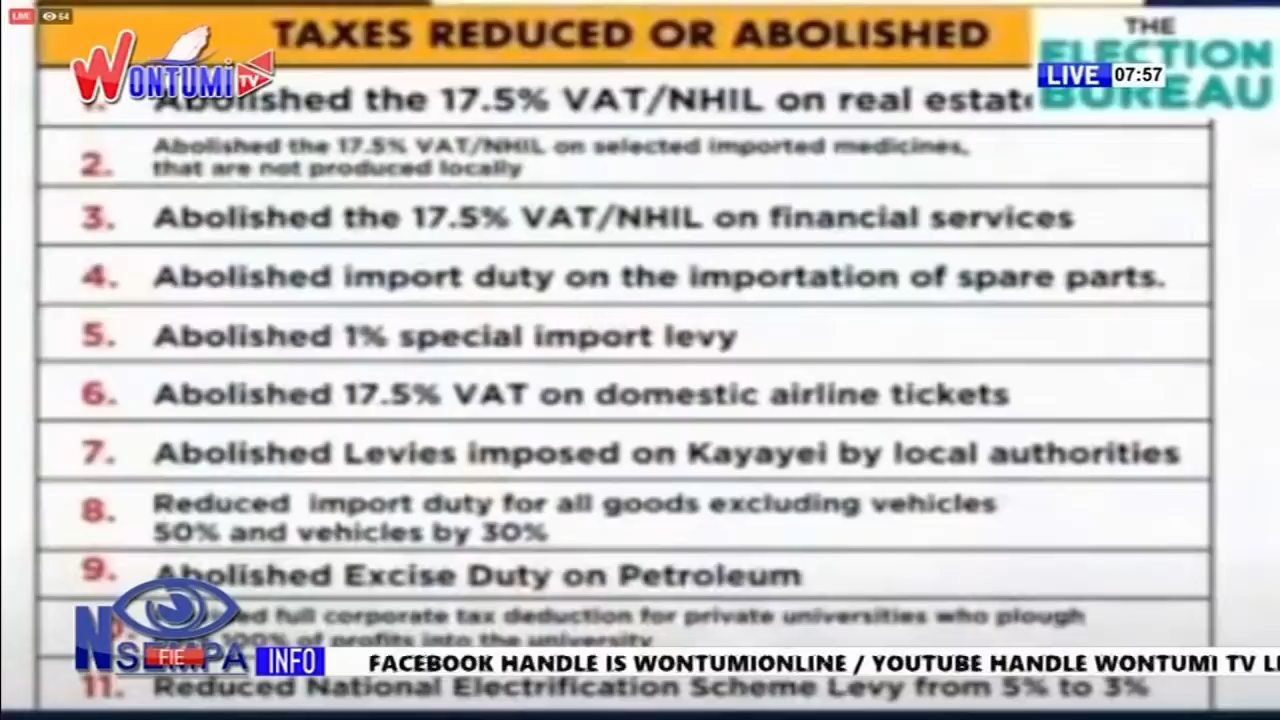 LIVE 64
TAXES REDUCED OR ABOLISHED
THE
ELECTION
BUREAU
WONTUMI TV
LIVE 07:57
1. Abolished the 17.5% VAT/NHIL on real estate
2. Abolished the 17.5% VAT/NHIL on selected imported medicines,
that are not produced locally
3. Abolished the 17.5% VAT/NHIL on financial services
4. Abolished import duty on the importation of spare parts.
5. Abolished 1% special import levy
6. Abolished 17.5% VAT on domestic airline tickets
7. Abolished Levies imposed on Kayayei by local authorities
8. Reduced import duty for all goods excluding vehicles
50% and vehicles by 30%
9. Abolished Excise Duty on Petroleum
full corporate tax deduction for private universities who plough
100% of profits into the university
NSEMPA
FIE
INFO
FACEBOOK HANDLE IS WONTUMIONLINE / YOUTUBE HANDLE WONTUMI TV
11. Reduced National Electrification Scheme Levy from 5% to 3%